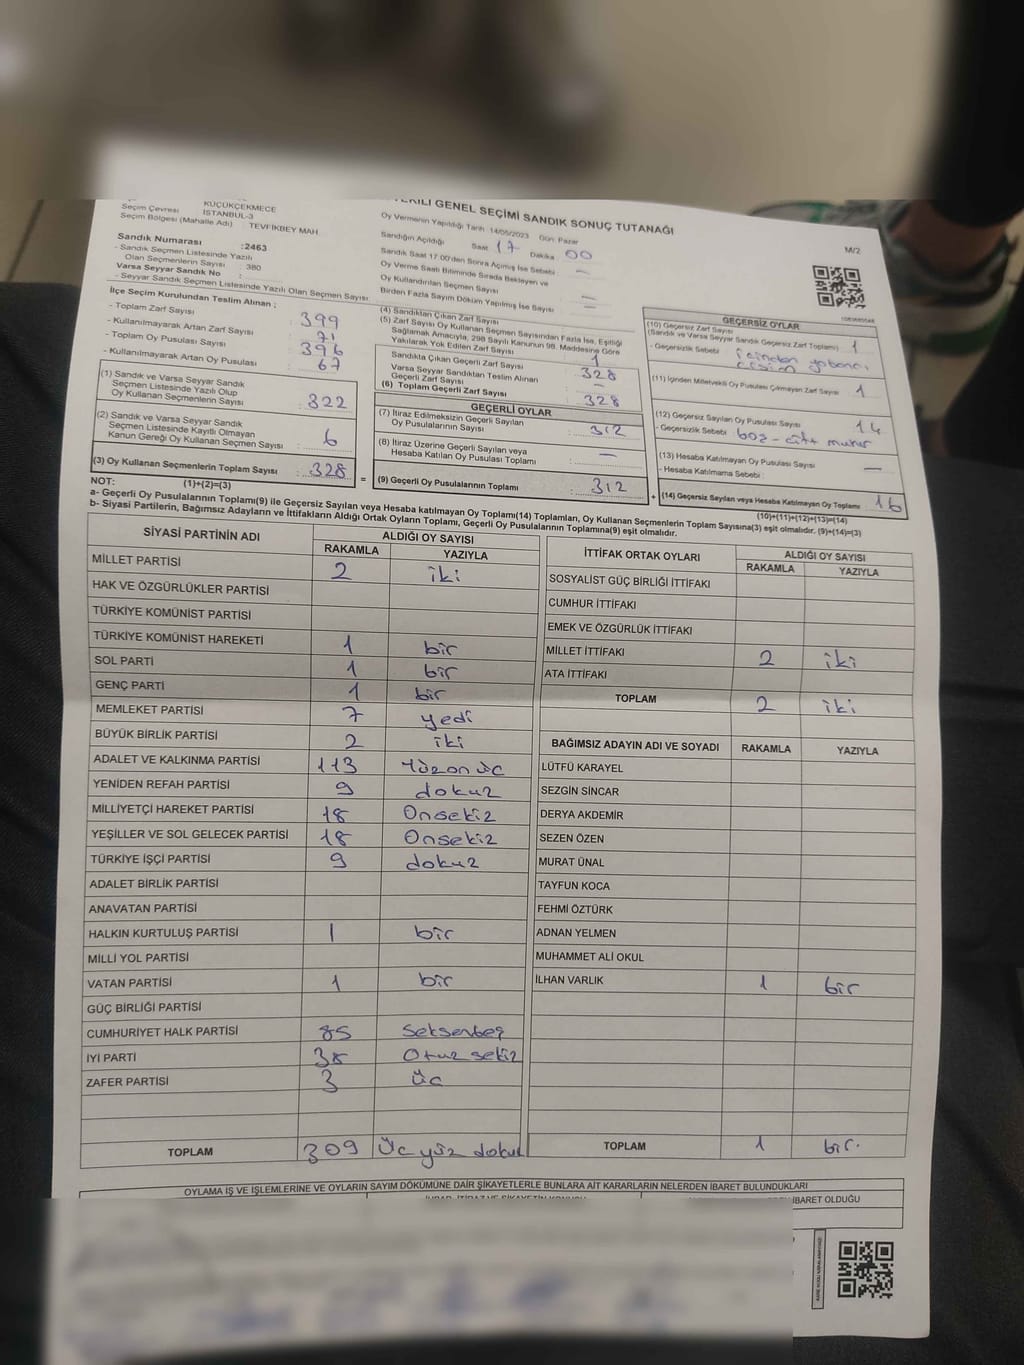 KÜÇÜKÇEKMECE
Seçim Çevresi : İSTANBUL-3
Seçim Bölgesi (Mahalle Adı) : TEVFİKBEY MAH.
GENEL SEÇİMİ SANDIK SONUÇ TUTANAĞI
M/2
Oy Vermenin Yapıldığı Tarih: 14/05/2023 Gün: Pazar
Sandığın Açıldığı Saat 17 Dakika 00
Sandık Saat 17.00'den Sonra Açılmış İse Sebebi -
Oy Verme Saati Bitiminde Sırada Bekleyen ve
Oy Kullandırılan Seçmen Sayısı -
Birden Fazla Sayım Döküm Yapılmış İse Sayısı -
Sandık Numarası :2463
- Sandık Seçmen Listesinde Yazılı
Olan Seçmenlerin Sayısı : 380
Varsa Seyyar Sandık No :
- Seyyar Sandık Seçmen Listesinde Yazılı Olan Seçmen Sayısı :
İlçe Seçim Kurulundan Teslim Alınan ;
- Toplam Zarf Sayısı : 399
- Kullanılmayarak Artan Zarf Sayısı : 71
- Toplam Oy Pusulası Sayısı : 396
- Kullanılmayarak Artan Oy Pusulası : 67
(1) Sandık ve Varsa Seyyar Sandık
Seçmen Listesinde Yazılı Olup
Oy Kullanan Seçmenlerin Sayısı : 322
(2) Sandık ve Varsa Seyyar Sandık
Seçmen Listesinde Kayıtlı Olmayan
Kanun Gereği Oy Kullanan Seçmen Sayısı : 6
(3) Oy Kullanan Seçmenlerin Toplam Sayısı : 328
(1)+(2)=(3)
(4) Sandıktan Çıkan Zarf Sayısı
(5) Zarf Sayısı Oy Kullanan Seçmen Sayısından Fazla İse, Eşitliği
Sağlamak Amacıyla, 298 Sayılı Kanunun 98. Maddesine Göre
Yakılarak Yok Edilen Zarf Sayısı 1
Sandıkta Çıkan Geçerli Zarf Sayısı : 328
Varsa Seyyar Sandıktan Teslim Alınan
Geçerli Zarf Sayısı : -
(6) Toplam Geçerli Zarf Sayısı : 328
GEÇERLİ OYLAR
(7) İtiraz Edilmeksizin Geçerli Sayılan
Oy Pusulalarının Sayısı : 312
(8) İtiraz Üzerine Geçerli Sayılan veya
Hesaba Katılan Oy Pusulası Toplamı : -
= (9) Geçerli Oy Pusulalarının Toplamı : 312
GEÇERSİZ OYLAR
(10) Geçersiz Zarf Sayısı
(Sandık ve Varsa Seyyar Sandık Geçersiz Zarf Toplamı) : 1
- Geçersizlik Sebebi : içinden yabancı
(11) İçinden Milletvekili Oy Pusulası Çıkmayan Zarf Sayısı : 1
(12) Geçersiz Sayılan Oy Pusulası Sayısı : 14
- Geçersizlik Sebebi : boz-çift mühür
(13) Hesaba Katılmayan Oy Pusulası Sayısı : -
- Hesaba Katılmama Sebebi :
+ (14) Geçersiz Sayılan veya Hesaba Katılmayan Oy Toplamı : 16
(10)+(11)+(12)+(13)=(14)
NOT:
a- Geçerli Oy Pusulalarının Toplamı(9) ile Geçersiz Sayılan veya Hesaba katılmayan Oy Toplamı(14) Toplamları, Oy Kullanan Seçmenlerin Toplam Sayısına(3) eşit olmalıdır. (9)+(14)=(3)
b- Siyasi Partilerin, Bağımsız Adayların ve İttifakların Aldığı Ortak Oyların Toplamı, Geçerli Oy Pusulalarının Toplamına(9) eşit olmalıdır.
SİYASİ PARTİNİN ADI ALDIĞI OY SAYISI
RAKAMLA YAZIYLA
MİLLET PARTİSİ 2 iki
HAK VE ÖZGÜRLÜKLER PARTİSİ
TÜRKİYE KOMÜNİST PARTİSİ
TÜRKİYE KOMÜNİST HAREKETİ 1 bir
SOL PARTİ 1 bir
GENÇ PARTİ 1 bir
MEMLEKET PARTİSİ 7 yedi
BÜYÜK BİRLİK PARTİSİ 2 iki
ADALET VE KALKINMA PARTİSİ 113 Yüzonüç
YENİDEN REFAH PARTİSİ 9 dokuz
MİLLİYETÇİ HAREKET PARTİSİ 18 Onsekiz
YEŞİLLER VE SOL GELECEK PARTİSİ 18 Onsekiz
TÜRKİYE İŞÇİ PARTİSİ 9 dokuz
ADALET BİRLİK PARTİSİ
ANAVATAN PARTİSİ
HALKIN KURTULUŞ PARTİSİ 1 bir
MİLLİ YOL PARTİSİ
VATAN PARTİSİ 1 bir
GÜÇ BİRLİĞİ PARTİSİ
CUMHURİYET HALK PARTİSİ 85 Seksenbeş
İYİ PARTİ 38 Otuz sekiz
ZAFER PARTİSİ 3 üç
TOPLAM 309 Üç yüz dokuz
İTTİFAK ORTAK OYLARI ALDIĞI OY SAYISI
RAKAMLA YAZIYLA
SOSYALİST GÜÇ BİRLİĞİ İTTİFAKI
CUMHUR İTTİFAKI
EMEK VE ÖZGÜRLÜK İTTİFAKI
MİLLET İTTİFAKI 2 iki
ATA İTTİFAKI
TOPLAM 2 iki
BAĞIMSIZ ADAYIN ADI VE SOYADI RAKAMLA YAZIYLA
LÜTFÜ KARAYEL
SEZGİN SİNCAR
DERYA AKDEMİR
SEZEN ÖZEN
MURAT ÜNAL
TAYFUN KOCA
FEHMİ ÖZTÜRK
ADNAN YELMEN
MUHAMMET ALİ OKUL
İLHAN VARLIK 1 bir
TOPLAM 1 bir.
OYLAMA İŞ VE İŞLEMLERİNE VE OYLARIN SAYIM DÖKÜMÜNE DAİR ŞİKAYETLERLE BUNLARA AİT KARARLARIN NELERDEN İBARET BULUNDUKLARI
İBARET OLDUĞU